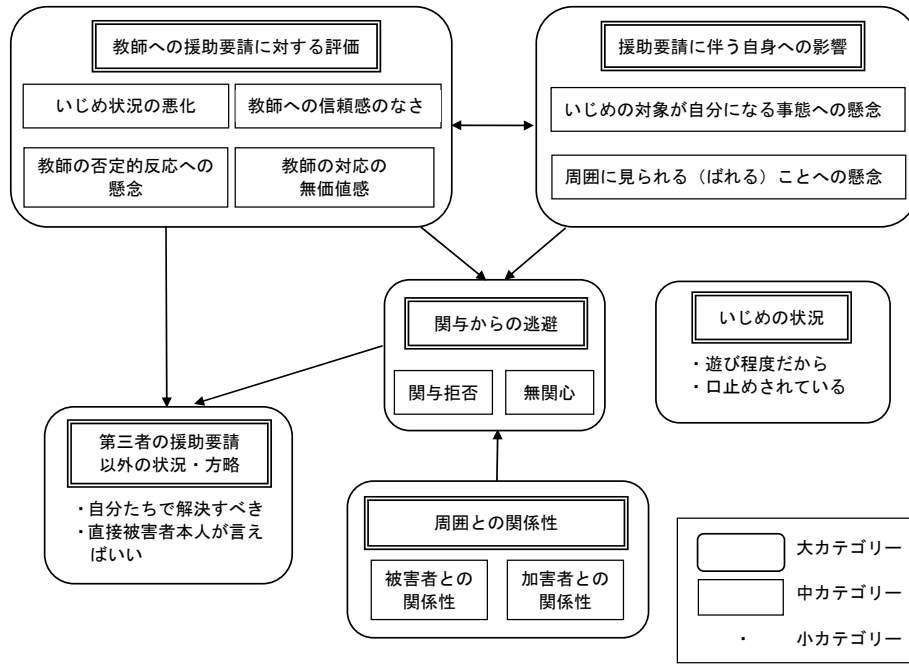 教師への援助要請に対する評価
いじめ状況の悪化
教師への信頼感のなさ
教師の否定的反応への
懸念
教師の対応の
無価値感
援助要請に伴う自身への影響
いじめの対象が自分になる事態への懸念
周囲に見られる（ばれる）ことへの懸念
関与からの逃避
関与拒否
無関心
いじめの状況
・遊び程度だから
・口止めされている
第三者の援助要請
以外の状況・方略
・自分たちで解決すべき
・直接被害者本人が言え
ばいい
周囲との関係性
被害者との
関係性
加害者との
関係性
大カテゴリー
中カテゴリー
・ 小カテゴリー